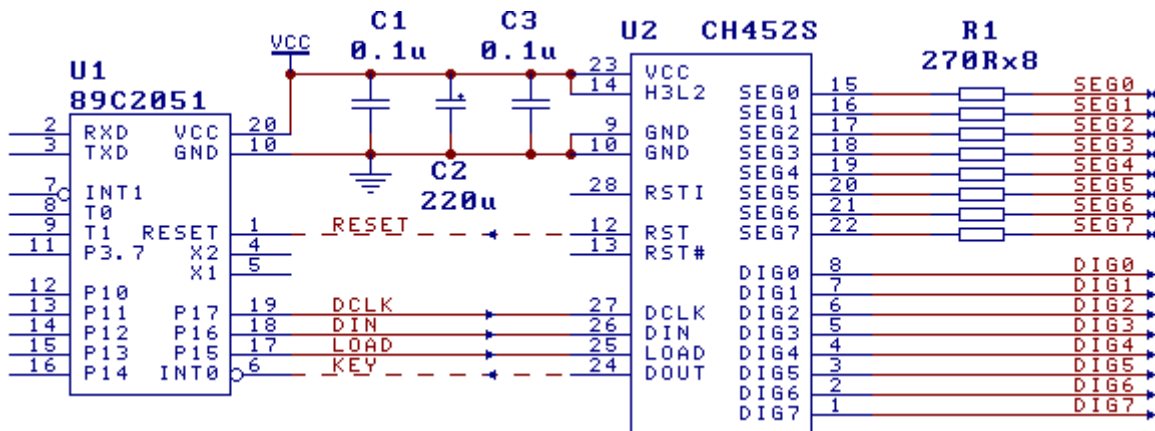 C1 C3 U2 CH452S R1
VCC 0.1u 0.1u 270Rx8
U1
89C2051
23 VCC
14 H3L2 SEG0 15 SEG0
SEG1 16 SEG1
2 RXD VCC 20 9 GND SEG2 17 SEG2
3 TXD GND 10 10 GND SEG3 18 SEG3
C2 SEG4 19 SEG4
7 INT1 220u 28 RSTI SEG5 20 SEG5
8 T0 SEG6 21 SEG6
9 T1 RESET 1 RESET 12 RST SEG7 22 SEG7
11 P3.7 X2 4 13 RST#
X1 5 DIG0 8 DIG0
12 P10 DIG1 7 DIG1
13 P11 P17 19 DCLK 27 DCLK DIG2 6 DIG2
14 P12 P16 18 DIN 26 DIN DIG3 5 DIG3
15 P13 P15 17 LOAD 25 LOAD DIG4 4 DIG4
16 P14 INT0 6 KEY 24 DOUT DIG5 3 DIG5
DIG6 2 DIG6
DIG7 1 DIG7